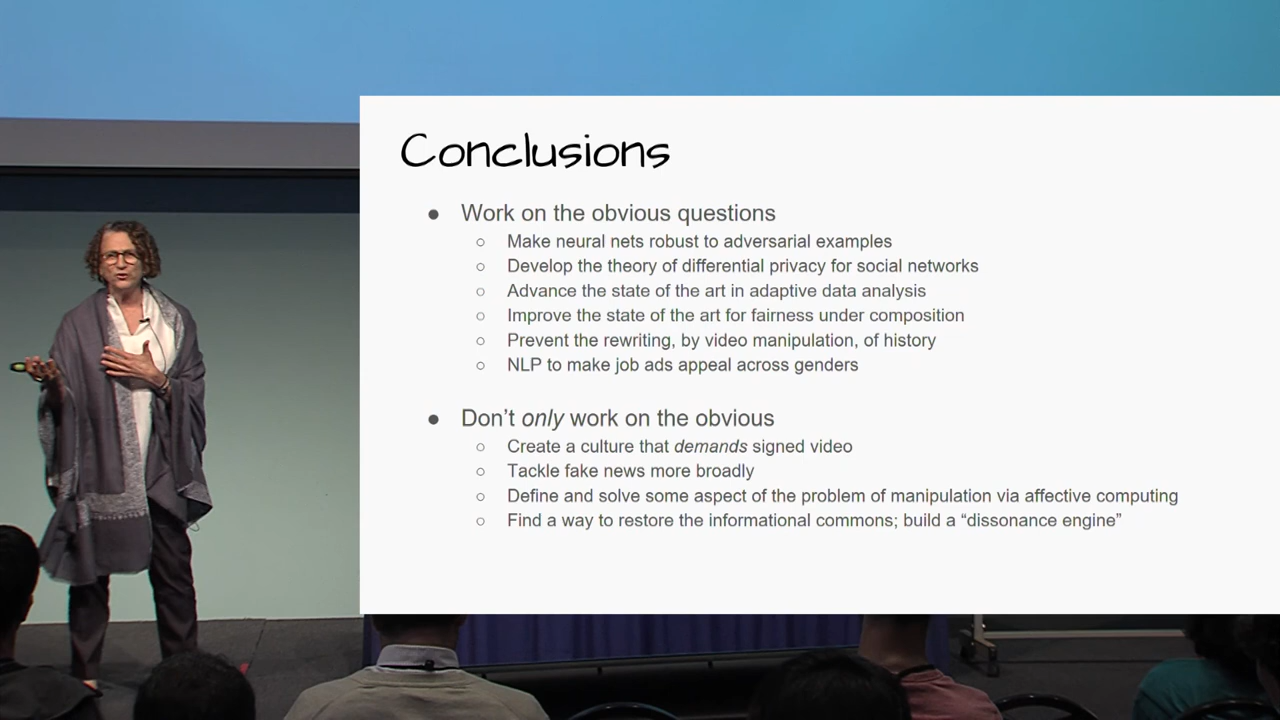 Conclusions
● Work on the obvious questions
○ Make neural nets robust to adversarial examples
○ Develop the theory of differential privacy for social networks
○ Advance the state of the art in adaptive data analysis
○ Improve the state of the art for fairness under composition
○ Prevent the rewriting, by video manipulation, of history
○ NLP to make job ads appeal across genders
● Don’t only work on the obvious
○ Create a culture that demands signed video
○ Tackle fake news more broadly
○ Define and solve some aspect of the problem of manipulation via affective computing
○ Find a way to restore the informational commons; build a “dissonance engine”